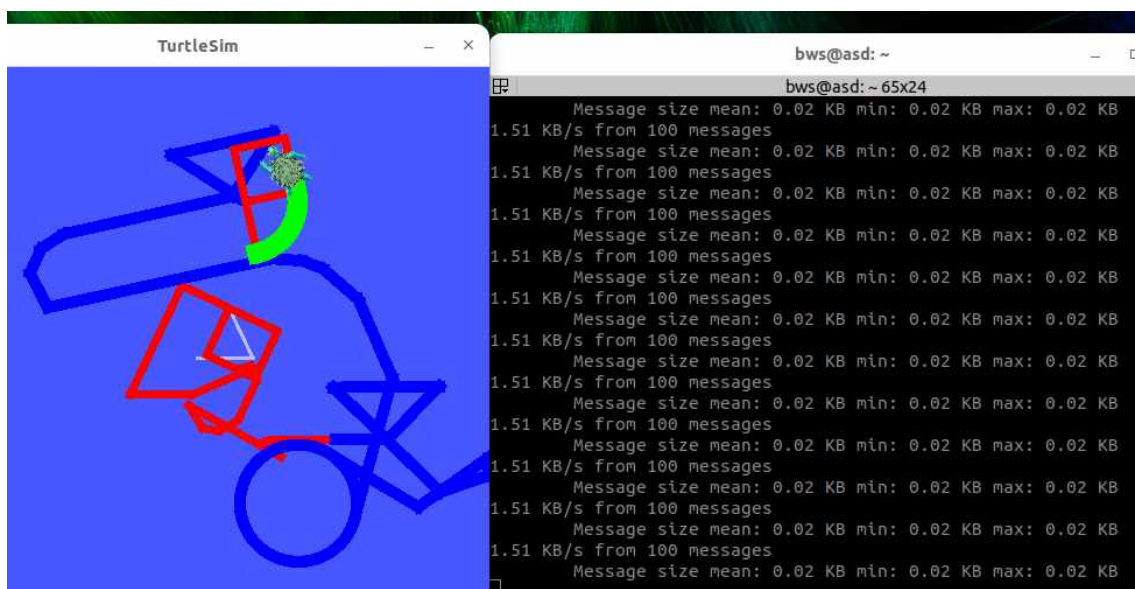 TurtleSim
bws@asd: ~
bws@asd: ~ 65x24
Message size mean: 0.02 KB min: 0.02 KB max: 0.02 KB
1.51 KB/s from 100 messages
Message size mean: 0.02 KB min: 0.02 KB max: 0.02 KB
1.51 KB/s from 100 messages
Message size mean: 0.02 KB min: 0.02 KB max: 0.02 KB
1.51 KB/s from 100 messages
Message size mean: 0.02 KB min: 0.02 KB max: 0.02 KB
1.51 KB/s from 100 messages
Message size mean: 0.02 KB min: 0.02 KB max: 0.02 KB
1.51 KB/s from 100 messages
Message size mean: 0.02 KB min: 0.02 KB max: 0.02 KB
1.51 KB/s from 100 messages
Message size mean: 0.02 KB min: 0.02 KB max: 0.02 KB
1.51 KB/s from 100 messages
Message size mean: 0.02 KB min: 0.02 KB max: 0.02 KB
1.51 KB/s from 100 messages
Message size mean: 0.02 KB min: 0.02 KB max: 0.02 KB
1.51 KB/s from 100 messages
Message size mean: 0.02 KB min: 0.02 KB max: 0.02 KB
1.51 KB/s from 100 messages
Message size mean: 0.02 KB min: 0.02 KB max: 0.02 KB
1.51 KB/s from 100 messages
Message size mean: 0.02 KB min: 0.02 KB max: 0.02 KB